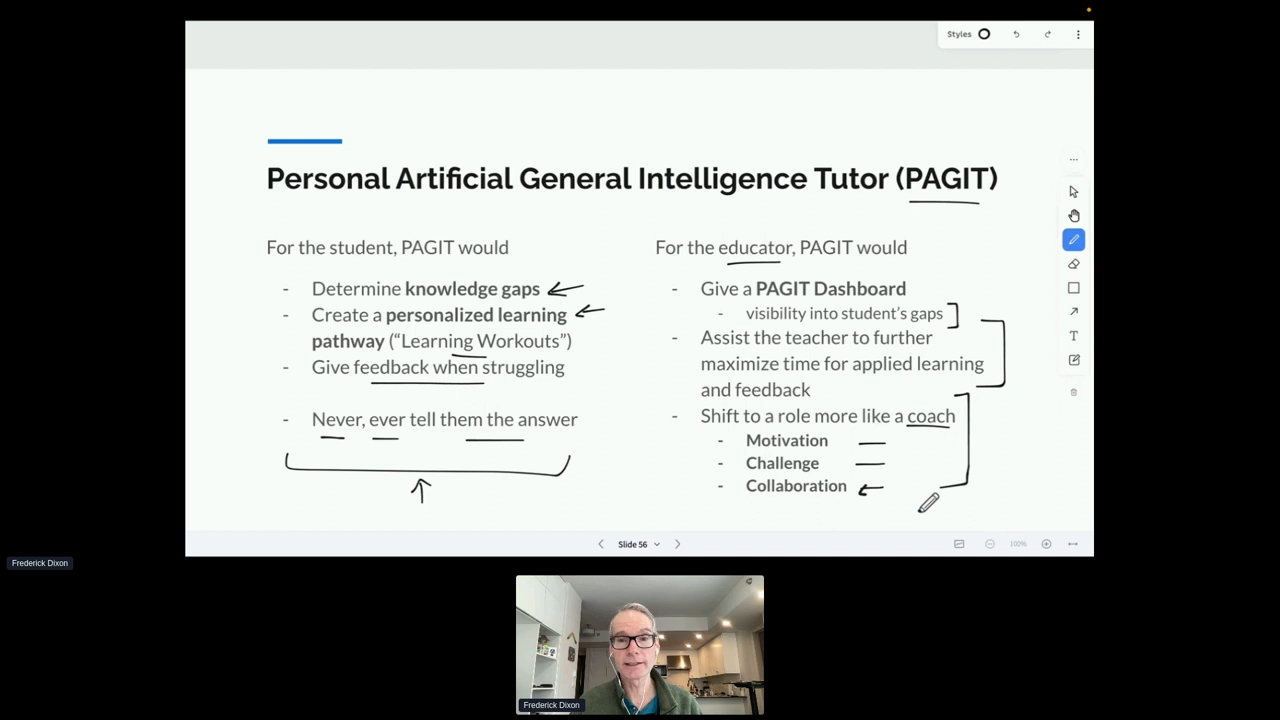 Styles
Personal Artificial General Intelligence Tutor (PAGIT)
For the student, PAGIT would
- Determine knowledge gaps
- Create a personalized learning
pathway (“Learning Workouts”)
- Give feedback when struggling
- Never, ever tell them the answer
For the educator, PAGIT would
- Give a PAGIT Dashboard
- visibility into student’s gaps
- Assist the teacher to further
maximize time for applied learning
and feedback
- Shift to a role more like a coach
- Motivation
- Challenge
- Collaboration
Slide 56
100%
Frederick Dixon
Frederick Dixon